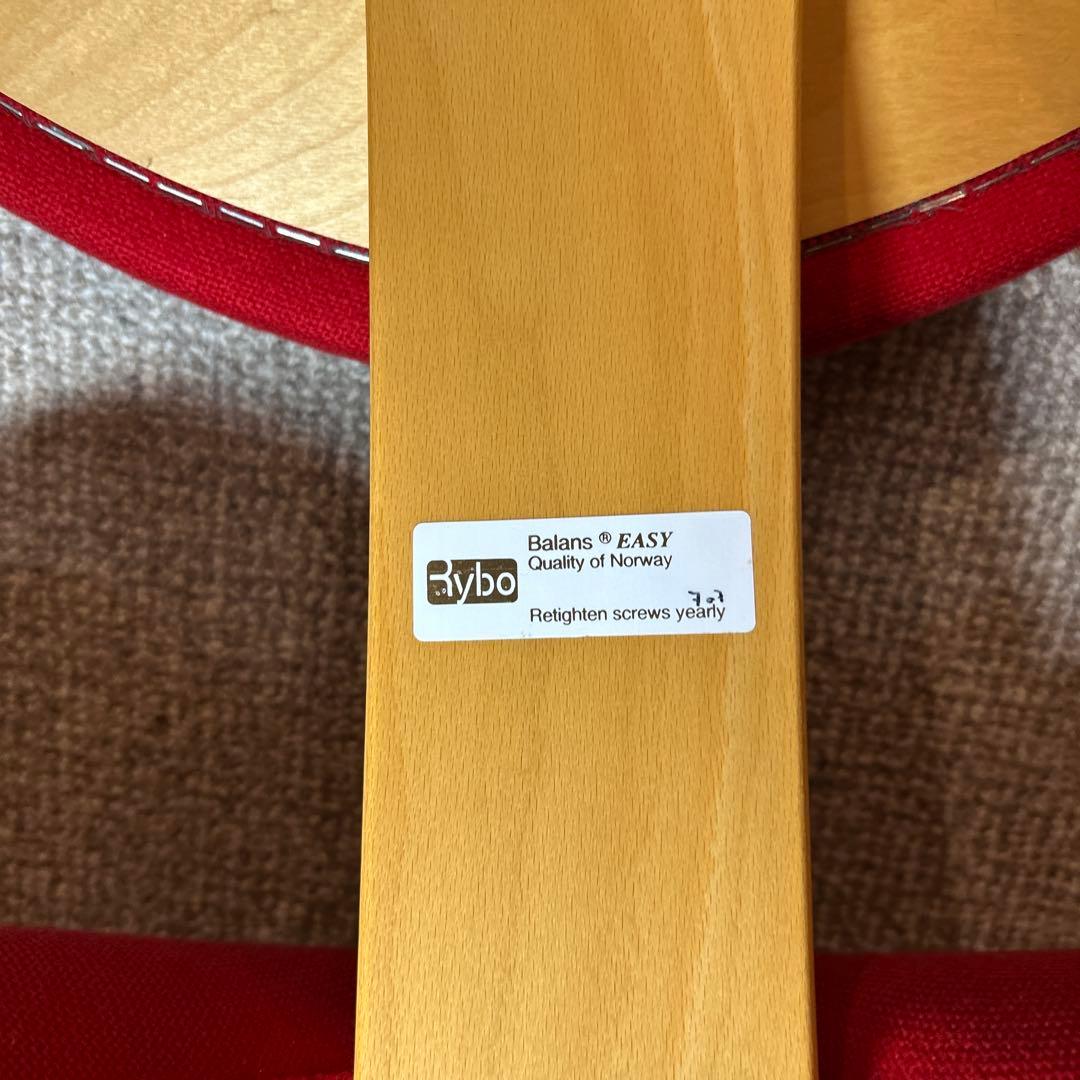 Rybo
Balans ® EASY
Quality of Norway
Retighten screws yearly